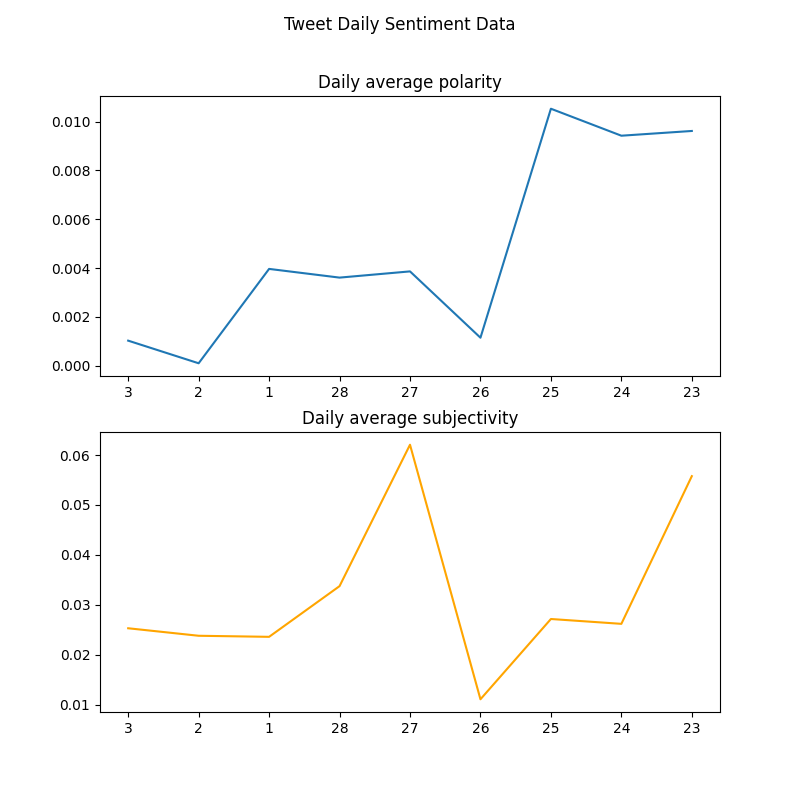 Tweet Daily Sentiment Data
Daily average polarity
0.010
0.008
0.006
0.004
0.002
0.000
3 2 1 28 27 26 25 24 23
Daily average subjectivity
0.06
0.05
0.04
0.03
0.02
0.01
3 2 1 28 27 26 25 24 23